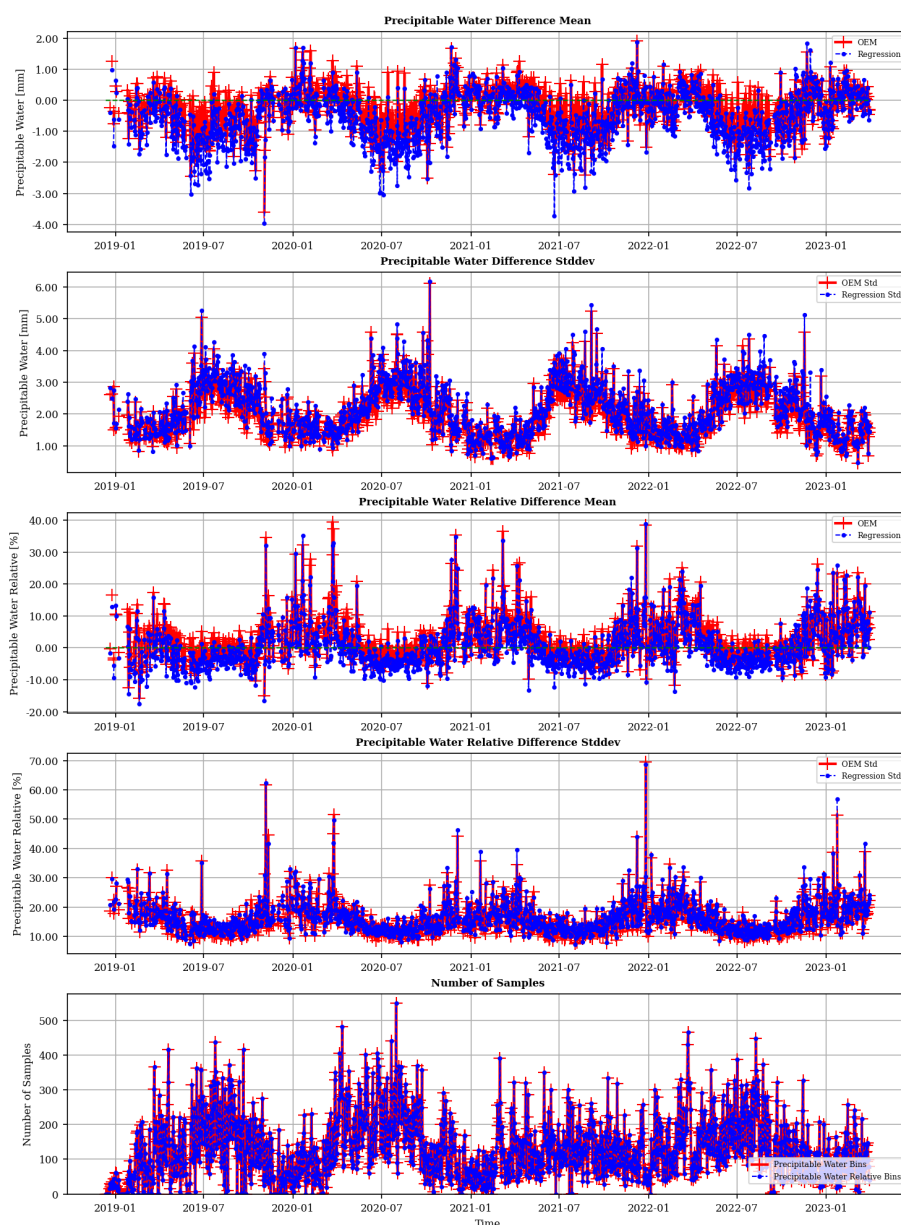 Precipitable Water Difference Mean
Precipitable Water [mm]
2.00
1.00
0.00
-1.00
-2.00
-3.00
-4.00
OEM
Regression
2019-01 2019-07 2020-01 2020-07 2021-01 2021-07 2022-01 2022-07 2023-01
Precipitable Water Difference Stddev
Precipitable Water [mm]
6.00
5.00
4.00
3.00
2.00
1.00
OEM Std
Regression Std
2019-01 2019-07 2020-01 2020-07 2021-01 2021-07 2022-01 2022-07 2023-01
Precipitable Water Relative Difference Mean
Precipitable Water Relative [%]
40.00
30.00
20.00
10.00
0.00
-10.00
-20.00
OEM
Regression
2019-01 2019-07 2020-01 2020-07 2021-01 2021-07 2022-01 2022-07 2023-01
Precipitable Water Relative Difference Stddev
Precipitable Water Relative [%]
70.00
60.00
50.00
40.00
30.00
20.00
10.00
OEM Std
Regression Std
2019-01 2019-07 2020-01 2020-07 2021-01 2021-07 2022-01 2022-07 2023-01
Number of Samples
Number of Samples
500
400
300
200
100
0
Precipitable Water Bins
Precipitable Water Relative Bins
2019-01 2019-07 2020-01 2020-07 2021-01 2021-07 2022-01 2022-07 2023-01
Time